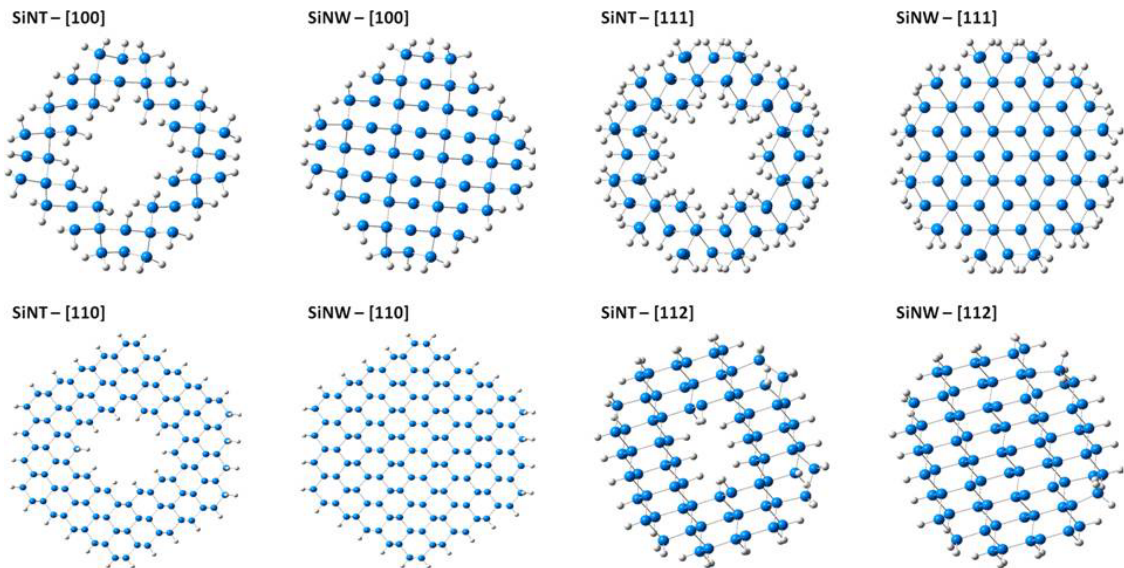 SiNT – [100]
SiNW – [100]
SiNT – [111]
SiNW – [111]
SiNT – [110]
SiNW – [110]
SiNT – [112]
SiNW – [112]